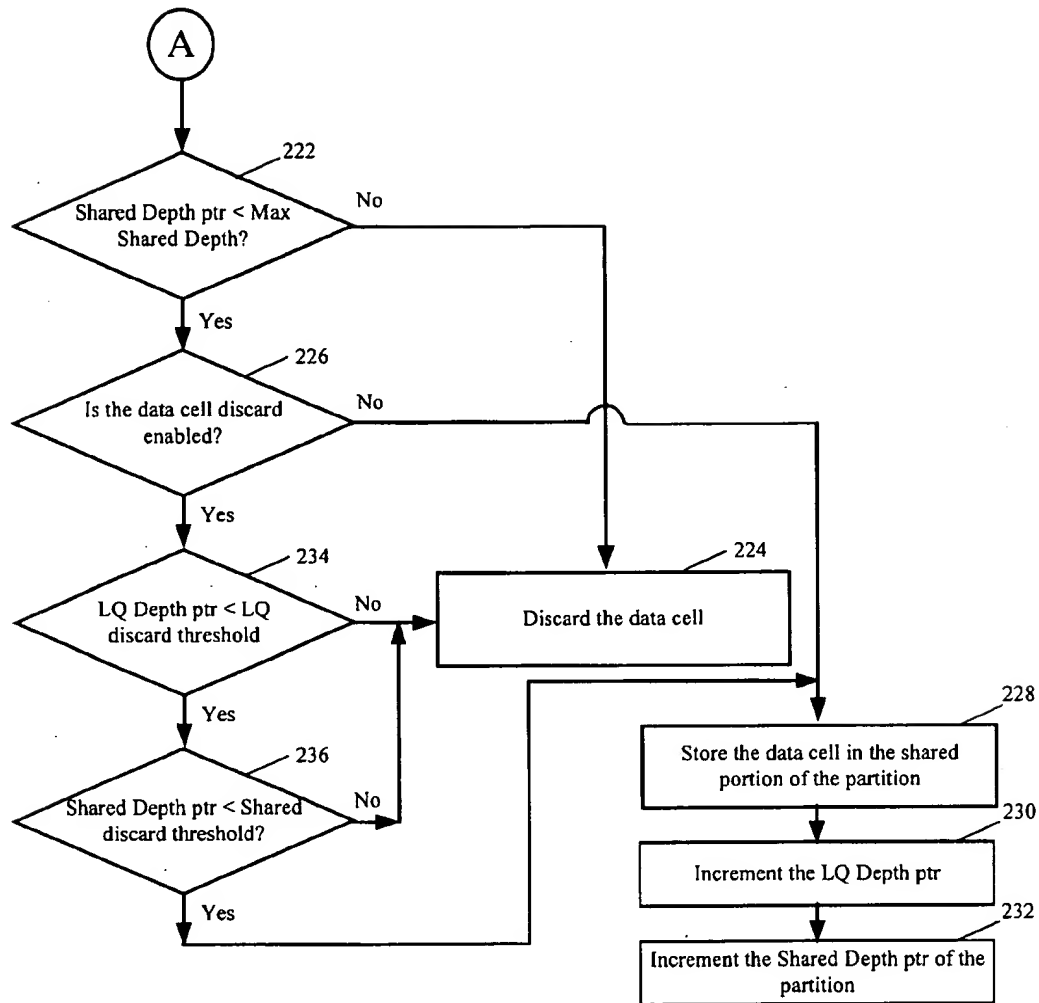 A
222
Shared Depth ptr < Max
Shared Depth?
No
Yes
226
Is the data cell discard
enabled?
No
Yes
234
LQ Depth ptr < LQ
discard threshold
No
224
Discard the data cell
Yes
236
Shared Depth ptr < Shared
discard threshold?
No
Yes
228
Store the data cell in the shared
portion of the partition
230
Increment the LQ Depth ptr
232
Increment the Shared Depth ptr of the
partition